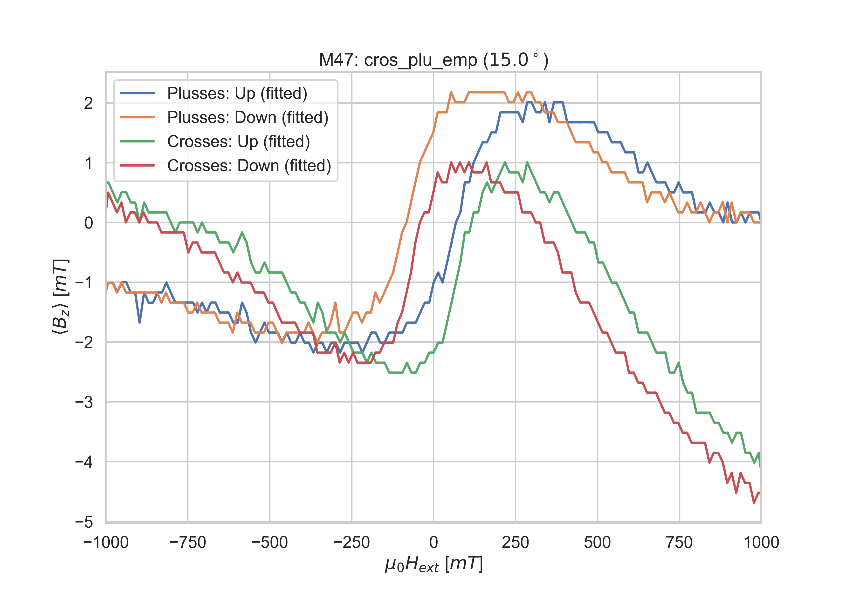 M47: cros_plu_emp (15.0°)
Plusses: Up (fitted)
Plusses: Down (fitted)
Crosses: Up (fitted)
Crosses: Down (fitted)
2
1
0
−1
−2
−3
−4
−5
⟨B_z⟩ [mT]
−1000 −750 −500 −250 0 250 500 750 1000
μ₀H_ext [mT]